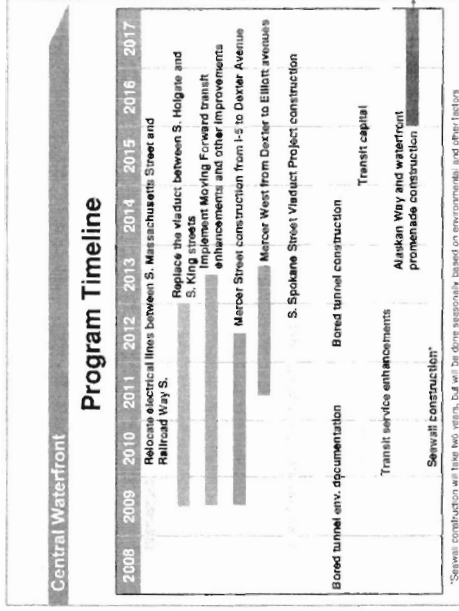 Central Waterfront
Program Timeline
2008 2009 2010 2011 2012 2013 2014 2015 2016 2017
Relocate electrical lines between S. Massachusetts Street and
Railroad Way S.
Replace the viaduct between S. Holgate and
S. King streets
Implement Moving Forward transit
enhancements and other improvements
Mercer Street construction from I-5 to Dexter Avenue
Mercer West from Dexter to Elliott avenues
S. Spokane Street Viaduct Project construction
Bored tunnel env. documentation
Bored tunnel construction
Transit capital
Transit service enhancements
Alaskan Way and waterfront
promenade construction
Seawall construction*
*Seawall construction will take two years, but will be done seasonally based on environmental and other factors